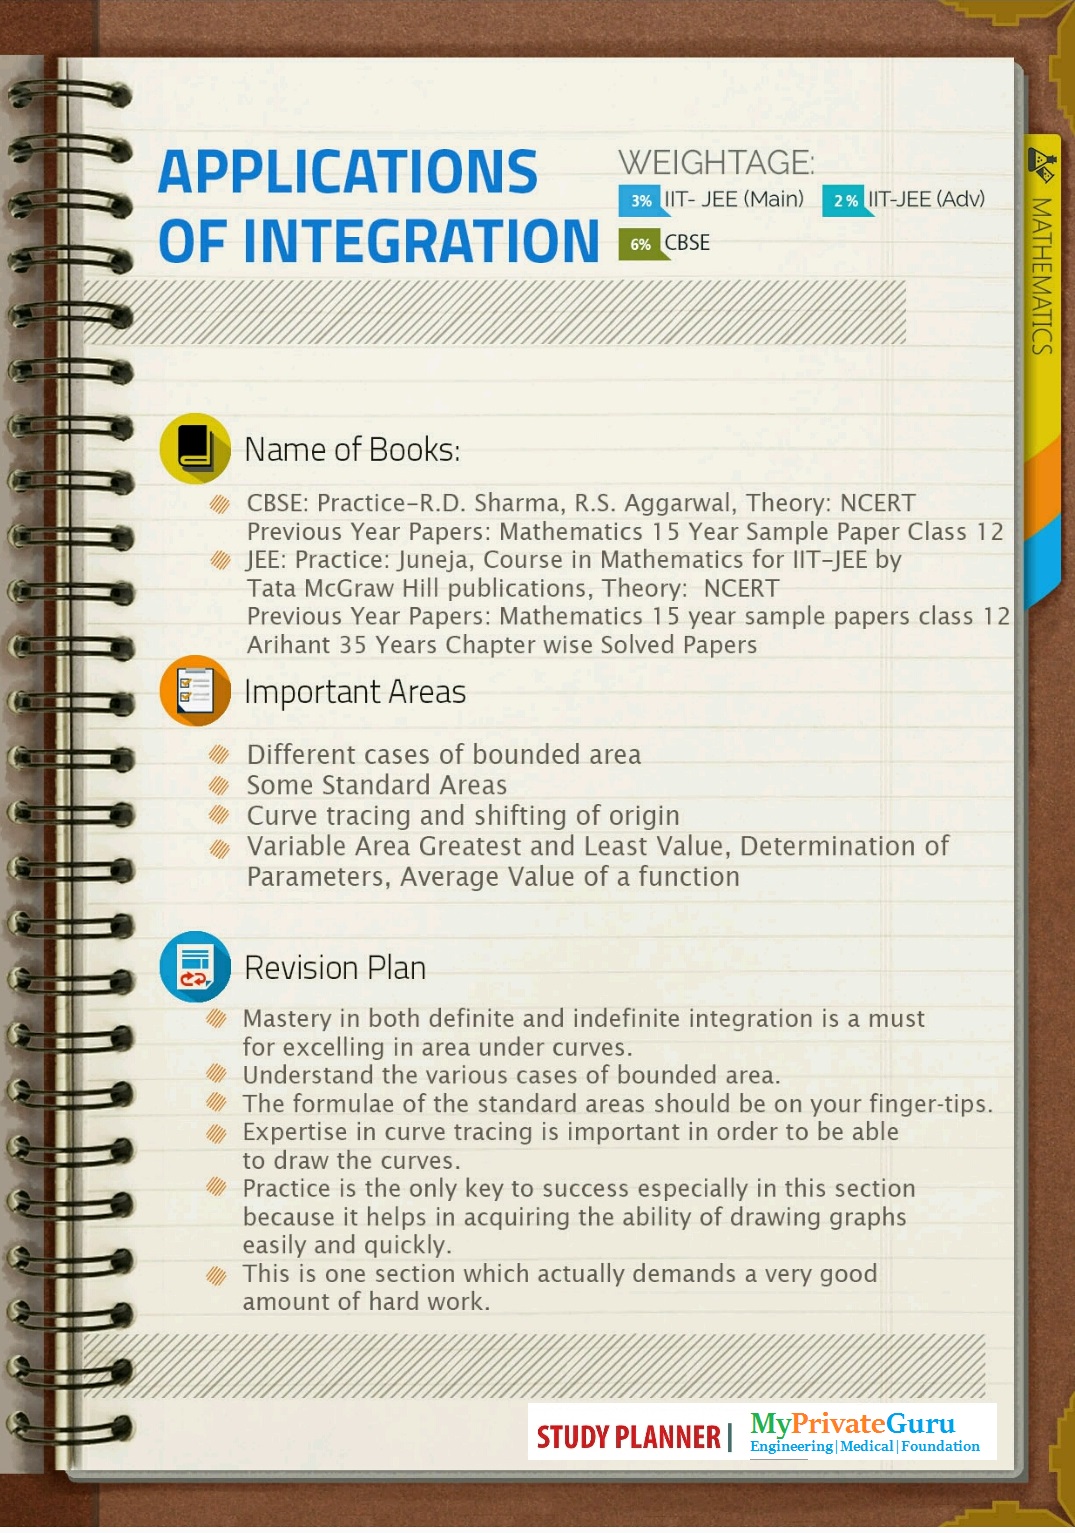 APPLICATIONS
OF INTEGRATION
WEIGHTAGE:
3% IIT- JEE (Main) 2 % IIT-JEE (Adv)
6% CBSE
MATHEMATICS
Name of Books:
CBSE: Practice-R.D. Sharma, R.S. Aggarwal, Theory: NCERT
Previous Year Papers: Mathematics 15 Year Sample Paper Class 12
JEE: Practice: Juneja, Course in Mathematics for IIT-JEE by
Tata McGraw Hill publications, Theory: NCERT
Previous Year Papers: Mathematics 15 year sample papers class 12
Arihant 35 Years Chapter wise Solved Papers
Important Areas
Different cases of bounded area
Some Standard Areas
Curve tracing and shifting of origin
Variable Area Greatest and Least Value, Determination of
Parameters, Average Value of a function
Revision Plan
Mastery in both definite and indefinite integration is a must
for excelling in area under curves.
Understand the various cases of bounded area.
The formulae of the standard areas should be on your finger-tips.
Expertise in curve tracing is important in order to be able
to draw the curves.
Practice is the only key to success especially in this section
because it helps in acquiring the ability of drawing graphs
easily and quickly.
This is one section which actually demands a very good
amount of hard work.
STUDY PLANNER | MyPrivateGuru
Engineering|Medical|Foundation